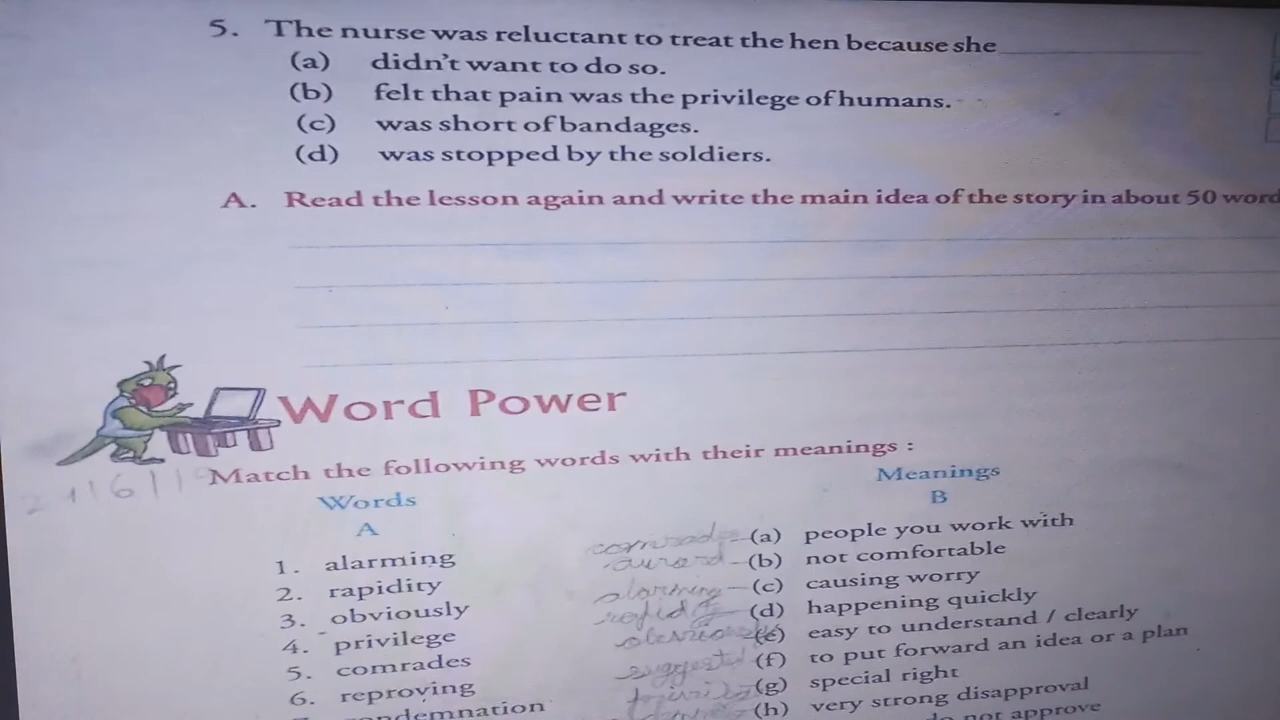 5. The nurse was reluctant to treat the hen because she
(a) didn't want to do so.
(b) felt that pain was the privilege of humans.
(c) was short of bandages.
(d) was stopped by the soldiers.
A. Read the lesson again and write the main idea of the story in about 50 word
Word Power
Match the following words with their meanings :
Words
A
Meanings
B
1. alarming
2. rapidity
3. obviously
4. privilege
5. comrades
6. reproving
(a) people you work with
(b) not comfortable
alarming (c) causing worry
(d) happening quickly
(e) easy to understand / clearly
suggest (f) to put forward an idea or a plan
(g) special right
(h) very strong disapproval
not approve